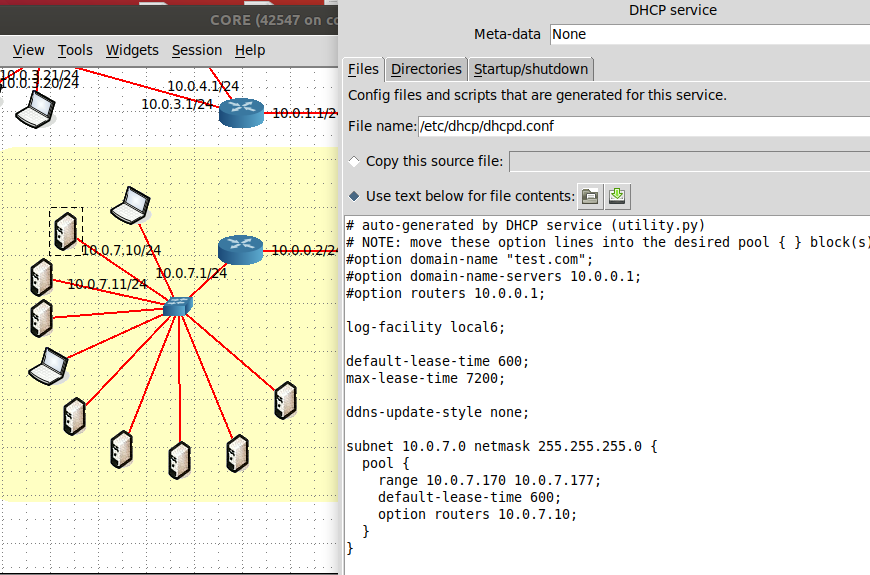 CORE (42547 on co
View Tools Widgets Session Help
10.0.3.21/24
10.0.3.20/24
10.0.4.1/24
10.0.3.1/24
10.0.1.1/2
10.0.7.10/24
10.0.0.2/24
10.0.7.1/24
10.0.7.11/24
DHCP service
Meta-data None
Files Directories Startup/shutdown
Config files and scripts that are generated for this service.
File name: /etc/dhcp/dhcpd.conf
Copy this source file:
Use text below for file contents:
# auto-generated by DHCP service (utility.py)
# NOTE: move these option lines into the desired pool { } block(s)
#option domain-name "test.com";
#option domain-name-servers 10.0.0.1;
#option routers 10.0.0.1;
log-facility local6;
default-lease-time 600;
max-lease-time 7200;
ddns-update-style none;
subnet 10.0.7.0 netmask 255.255.255.0 {
pool {
range 10.0.7.170 10.0.7.177;
default-lease-time 600;
option routers 10.0.7.10;
}
}